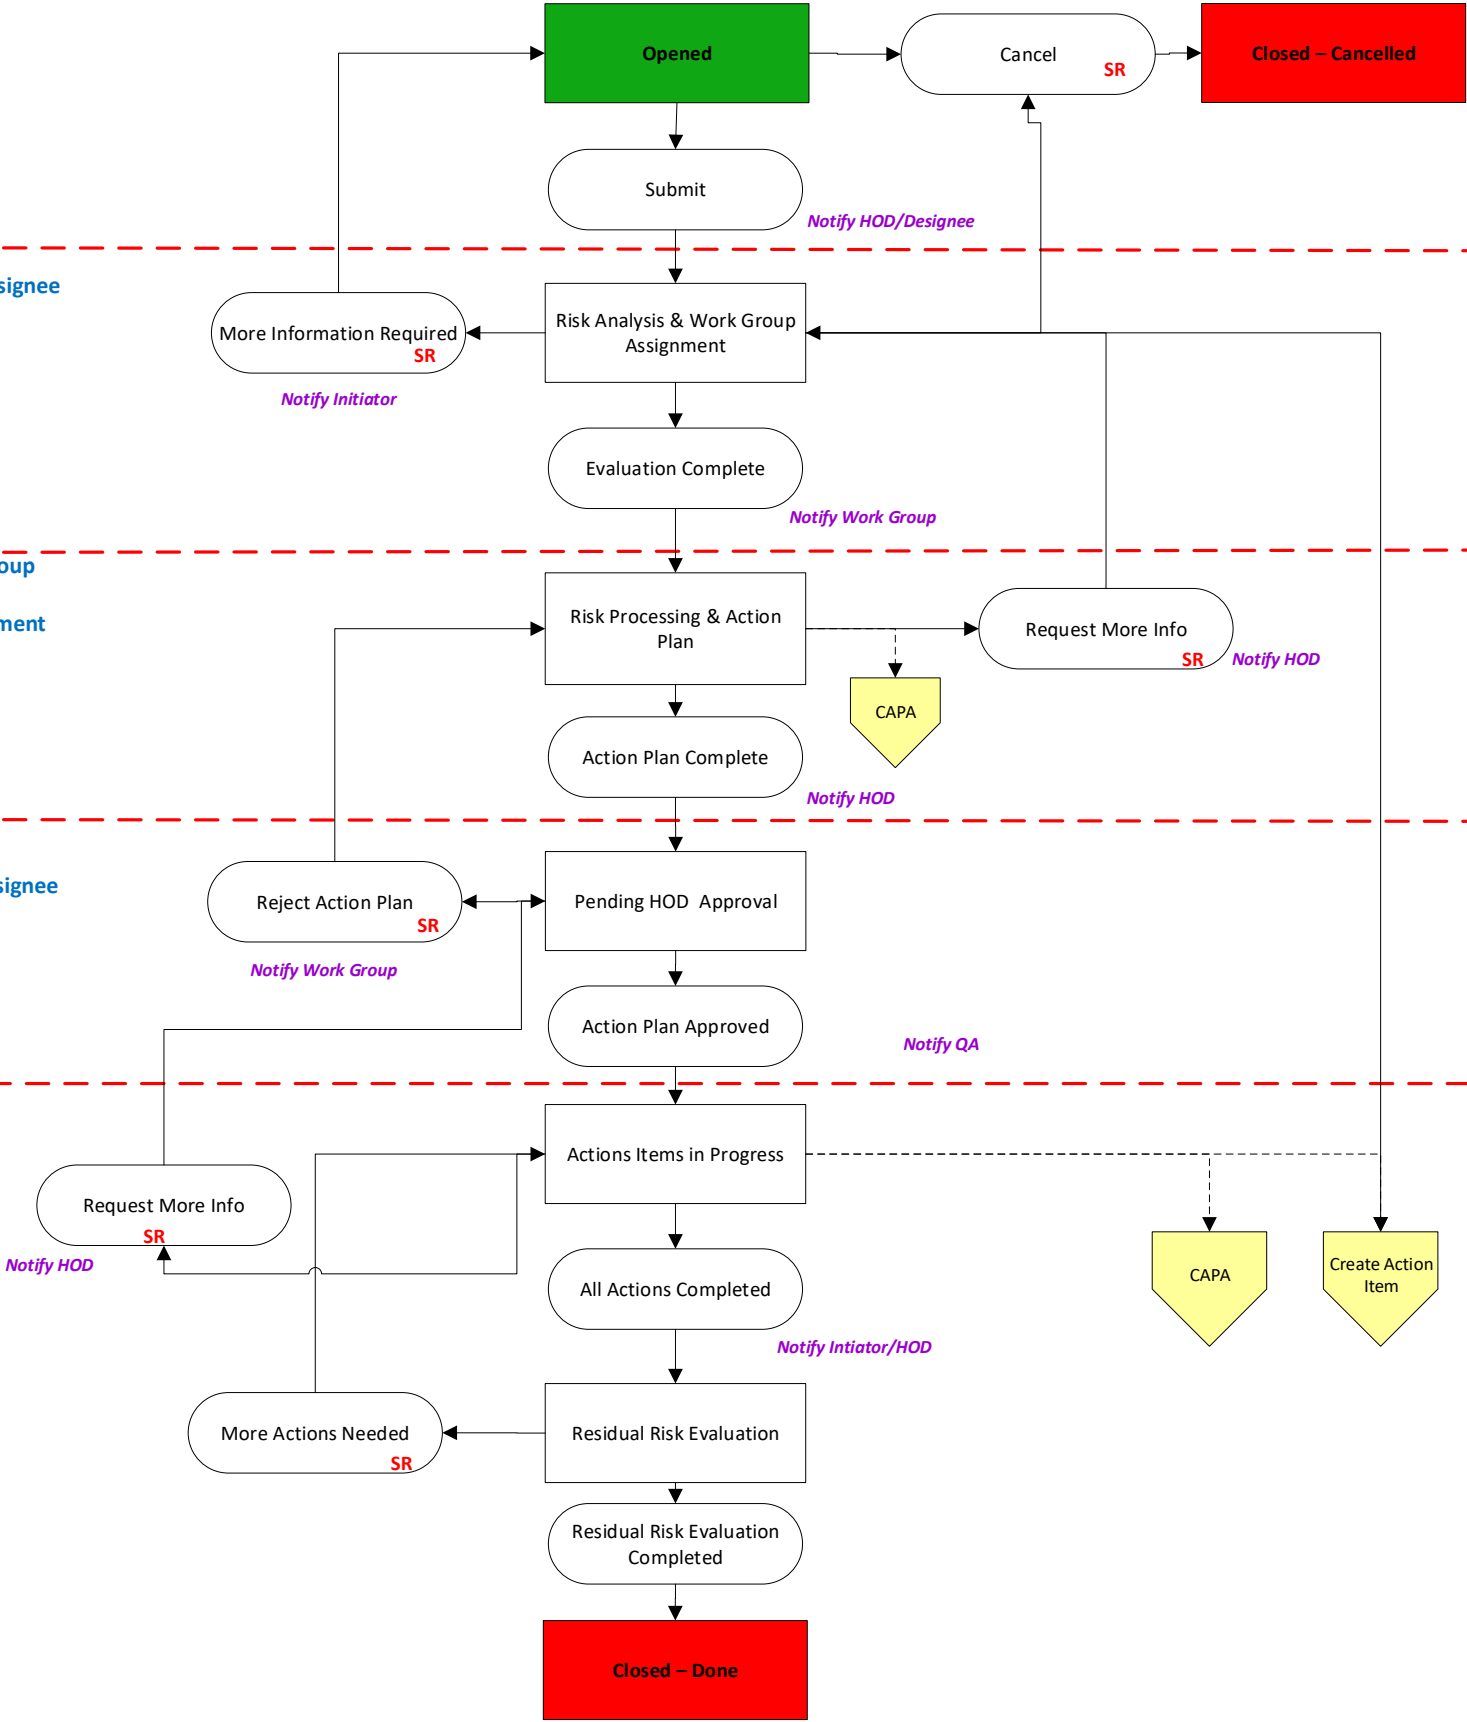 Opened
Cancel
SR
Closed – Cancelled
Submit
Notify HOD/Designee
signee
Risk Analysis & Work Group
Assignment
More Information Required
SR
Notify Initiator
Evaluation Complete
Notify Work Group
oup
ment
Risk Processing & Action
Plan
Request More Info
SR
Notify HOD
CAPA
Action Plan Complete
Notify HOD
signee
Reject Action Plan
SR
Pending HOD  Approval
Notify Work Group
Action Plan Approved
Notify QA
Actions Items in Progress
Request More Info
SR
Notify HOD
All Actions Completed
CAPA
Create Action
Item
Notify Intiator/HOD
More Actions Needed
SR
Residual Risk Evaluation
Residual Risk Evaluation
Completed
Closed – Done